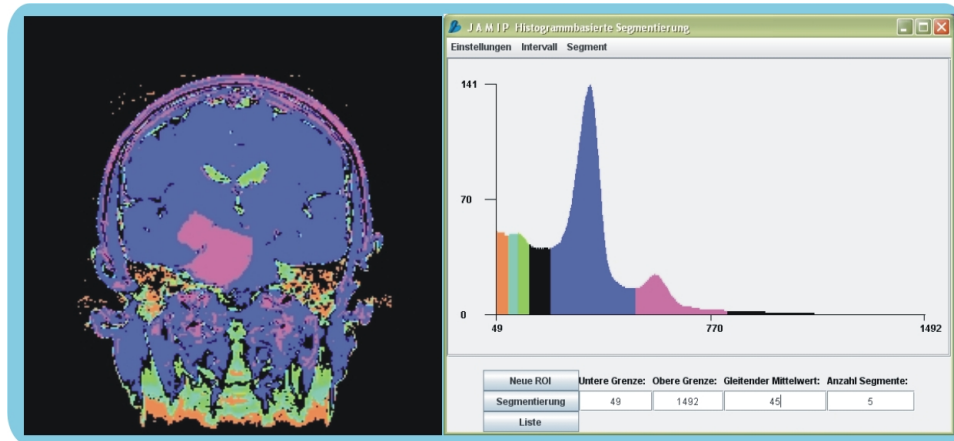 J A M I P Histogrammbasierte Segmentierung
Einstellungen Intervall Segment
141
70
0
49 770 1492
Neue ROI Untere Grenze: Obere Grenze: Gleitender Mittelwert: Anzahl Segmente:
Segmentierung 49 1492 45 5
Liste